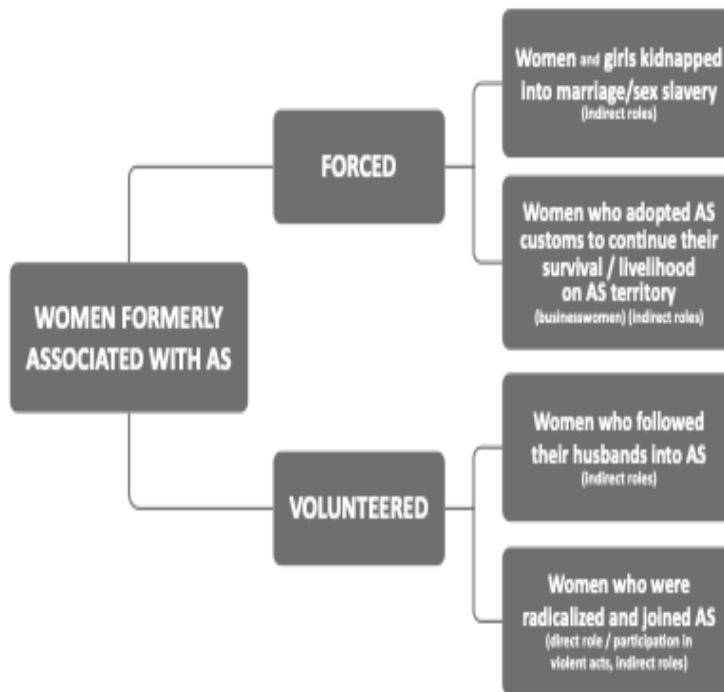 WOMEN FORMERLY
ASSOCIATED WITH AS
FORCED
Women and girls kidnapped
into marriage/sex slavery
(indirect roles)
Women who adopted AS
customs to continue their
survival / livelihood
on AS territory
(businesswomen) (indirect roles)
VOLUNTEERED
Women who followed
their husbands into AS
(indirect roles)
Women who were
radicalized and joined AS
(direct role / participation in
violent acts, indirect roles)